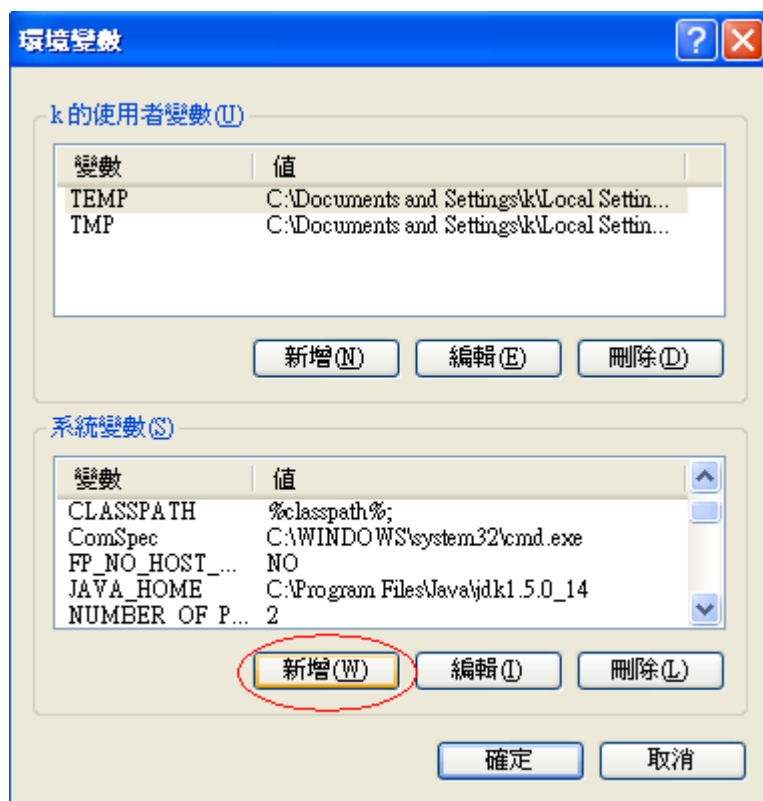 環境變數
k 的使用者變數(U)
變數 值
TEMP C:\Documents and Settings\k\Local Settin...
TMP C:\Documents and Settings\k\Local Settin...
新增(N) 編輯(E) 刪除(D)
系統變數(S)
變數 值
CLASSPATH %classpath%;
ComSpec C:\WINDOWS\system32\cmd.exe
FP_NO_HOST_... NO
JAVA_HOME C:\Program Files\Java\jdk1.5.0_14
NUMBER_OF_P... 2
新增(W) 編輯(I) 刪除(L)
確定 取消